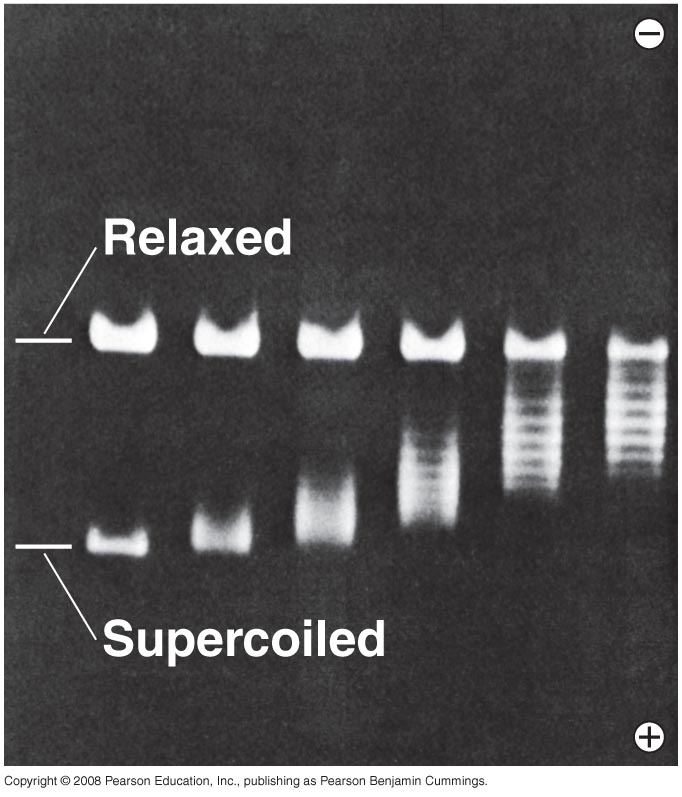 −
Relaxed
Supercoiled
+
Copyright © 2008 Pearson Education, Inc., publishing as Pearson Benjamin Cummings.